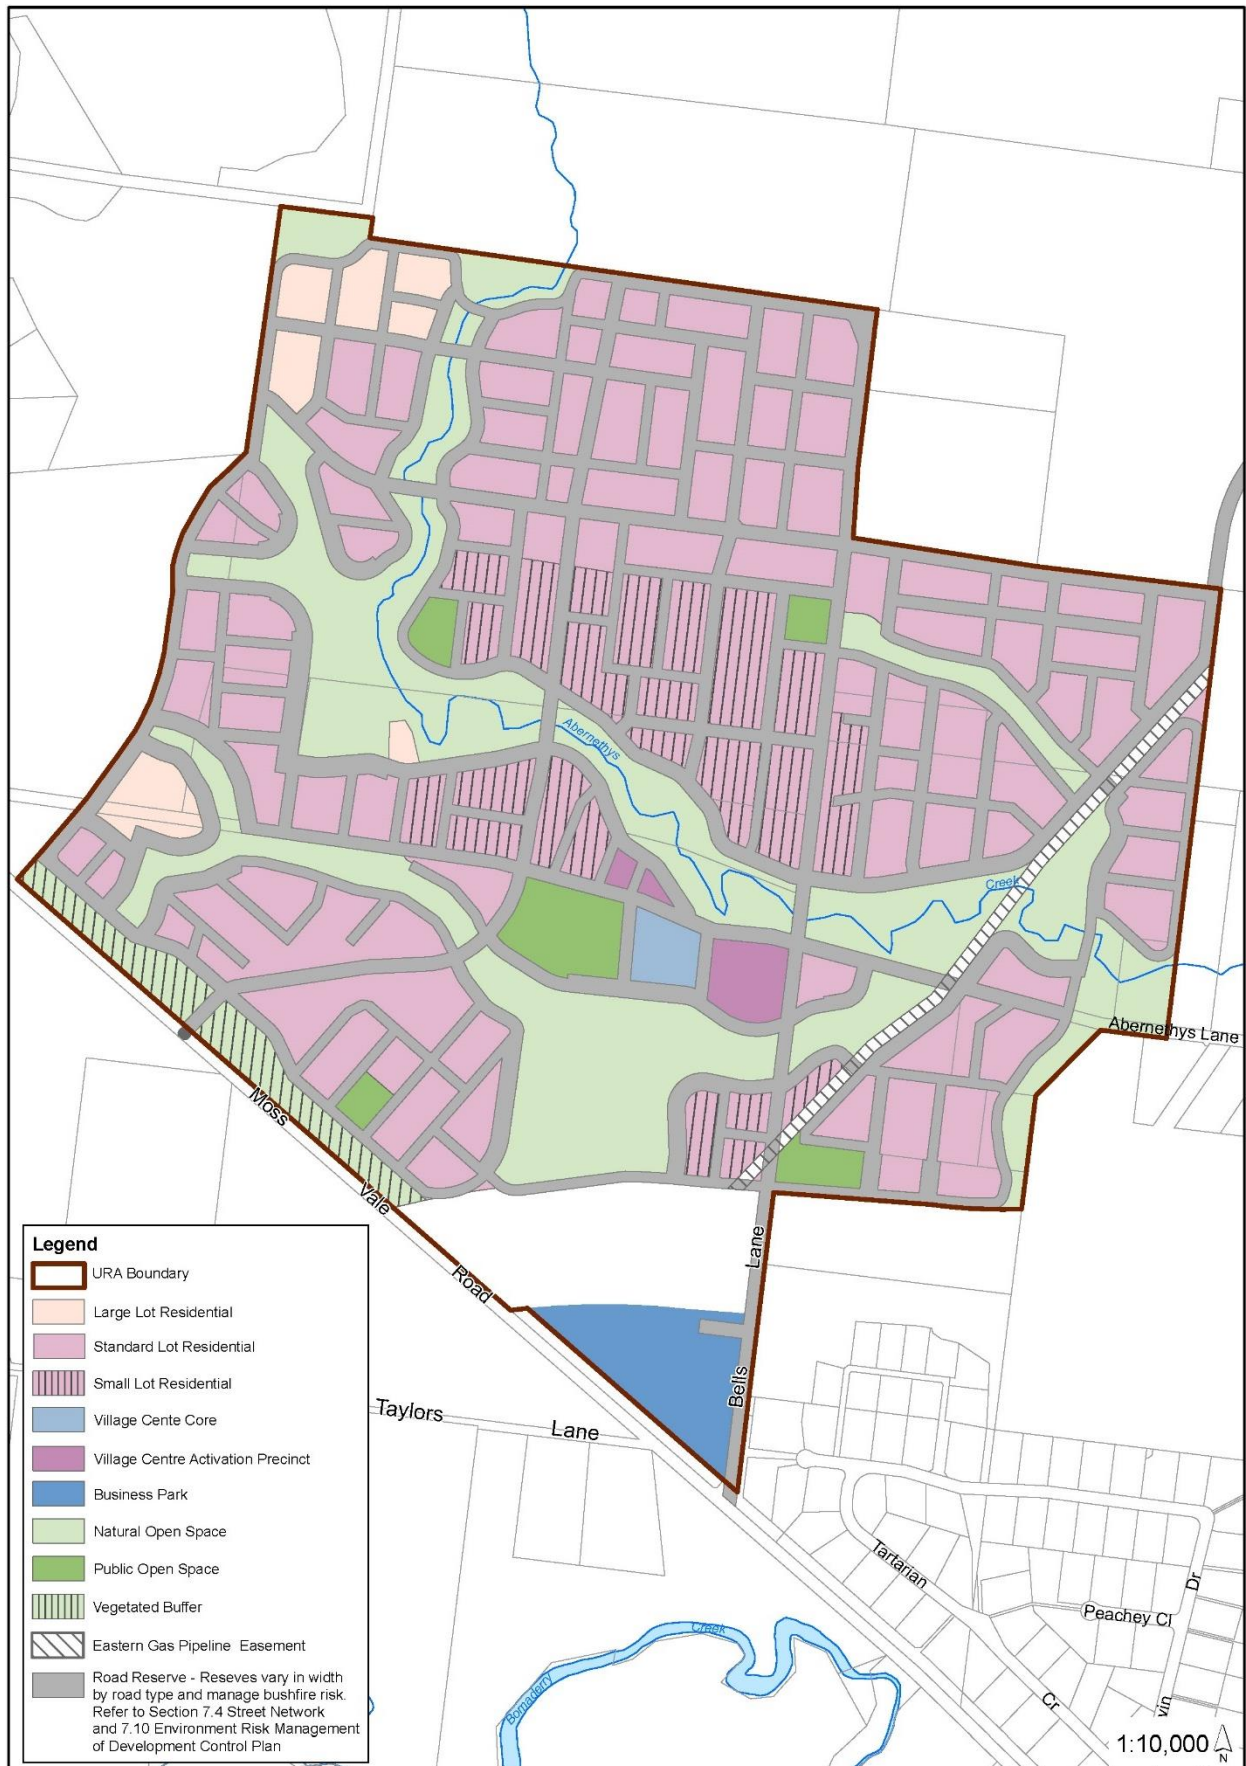 Abernethys
Creek
Abernethys Lane
Moss
Vale
Road
Lane
Bells
Taylors
Lane
Tartarian
Cr
Peachey Cl
Dr
vin
Creek
Bomaderry
Legend
URA Boundary
Large Lot Residential
Standard Lot Residential
Small Lot Residential
Village Cente Core
Village Centre Activation Precinct
Business Park
Natural Open Space
Public Open Space
Vegetated Buffer
Eastern Gas Pipeline Easement
Road Reserve - Reseves vary in width
by road type and manage bushfire risk.
Refer to Section 7.4 Street Network
and 7.10 Environment Risk Management
of Development Control Plan
1:10,000
N